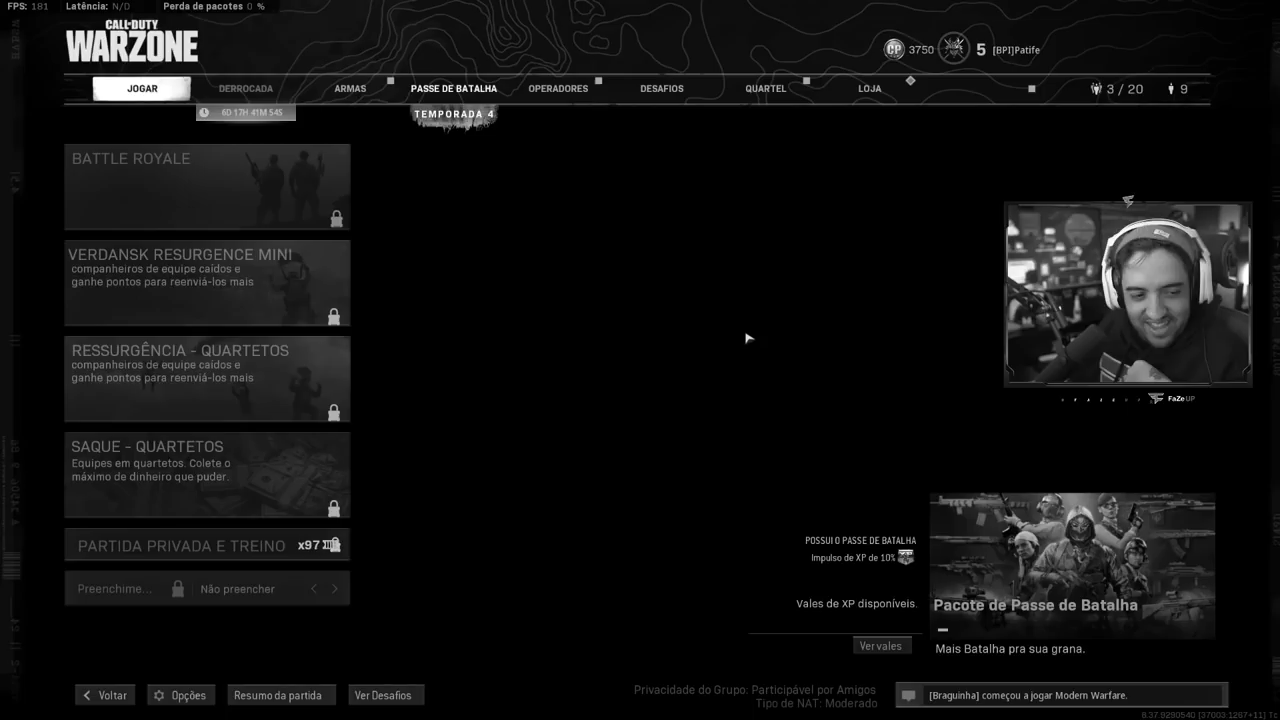 FPS: 181 Latência: N/D Perda de pacotes 0 %
CALL OF DUTY
WARZONE
CP 3750 5 [BPI]Patife
JOGAR DERROCADA ARMAS PASSE DE BATALHA OPERADORES DESAFIOS QUARTEL LOJA 3 / 20 9
6D 17H 41M 54S TEMPORADA 4
BATTLE ROYALE
VERDANSK RESURGENCE MINI
companheiros de equipe caídos e
ganhe pontos para reenviá-los mais
RESSURGÊNCIA - QUARTETOS
companheiros de equipe caídos e
ganhe pontos para reenviá-los mais
FaZe UP
SAQUE - QUARTETOS
Equipes em quartetos. Colete o
máximo de dinheiro que puder.
PARTIDA PRIVADA E TREINO x97
POSSUI O PASSE DE BATALHA
Impulso de XP de 10%
Preenchime... Não preencher
Vales de XP disponíveis.
Pacote de Passe de Batalha
Ver vales
Mais Batalha pra sua grana.
Voltar Opções Resumo da partida Ver Desafios
Privacidade do Grupo: Participável por Amigos
Tipo de NAT: Moderado
[Braguinha] começou a jogar Modern Warfare.